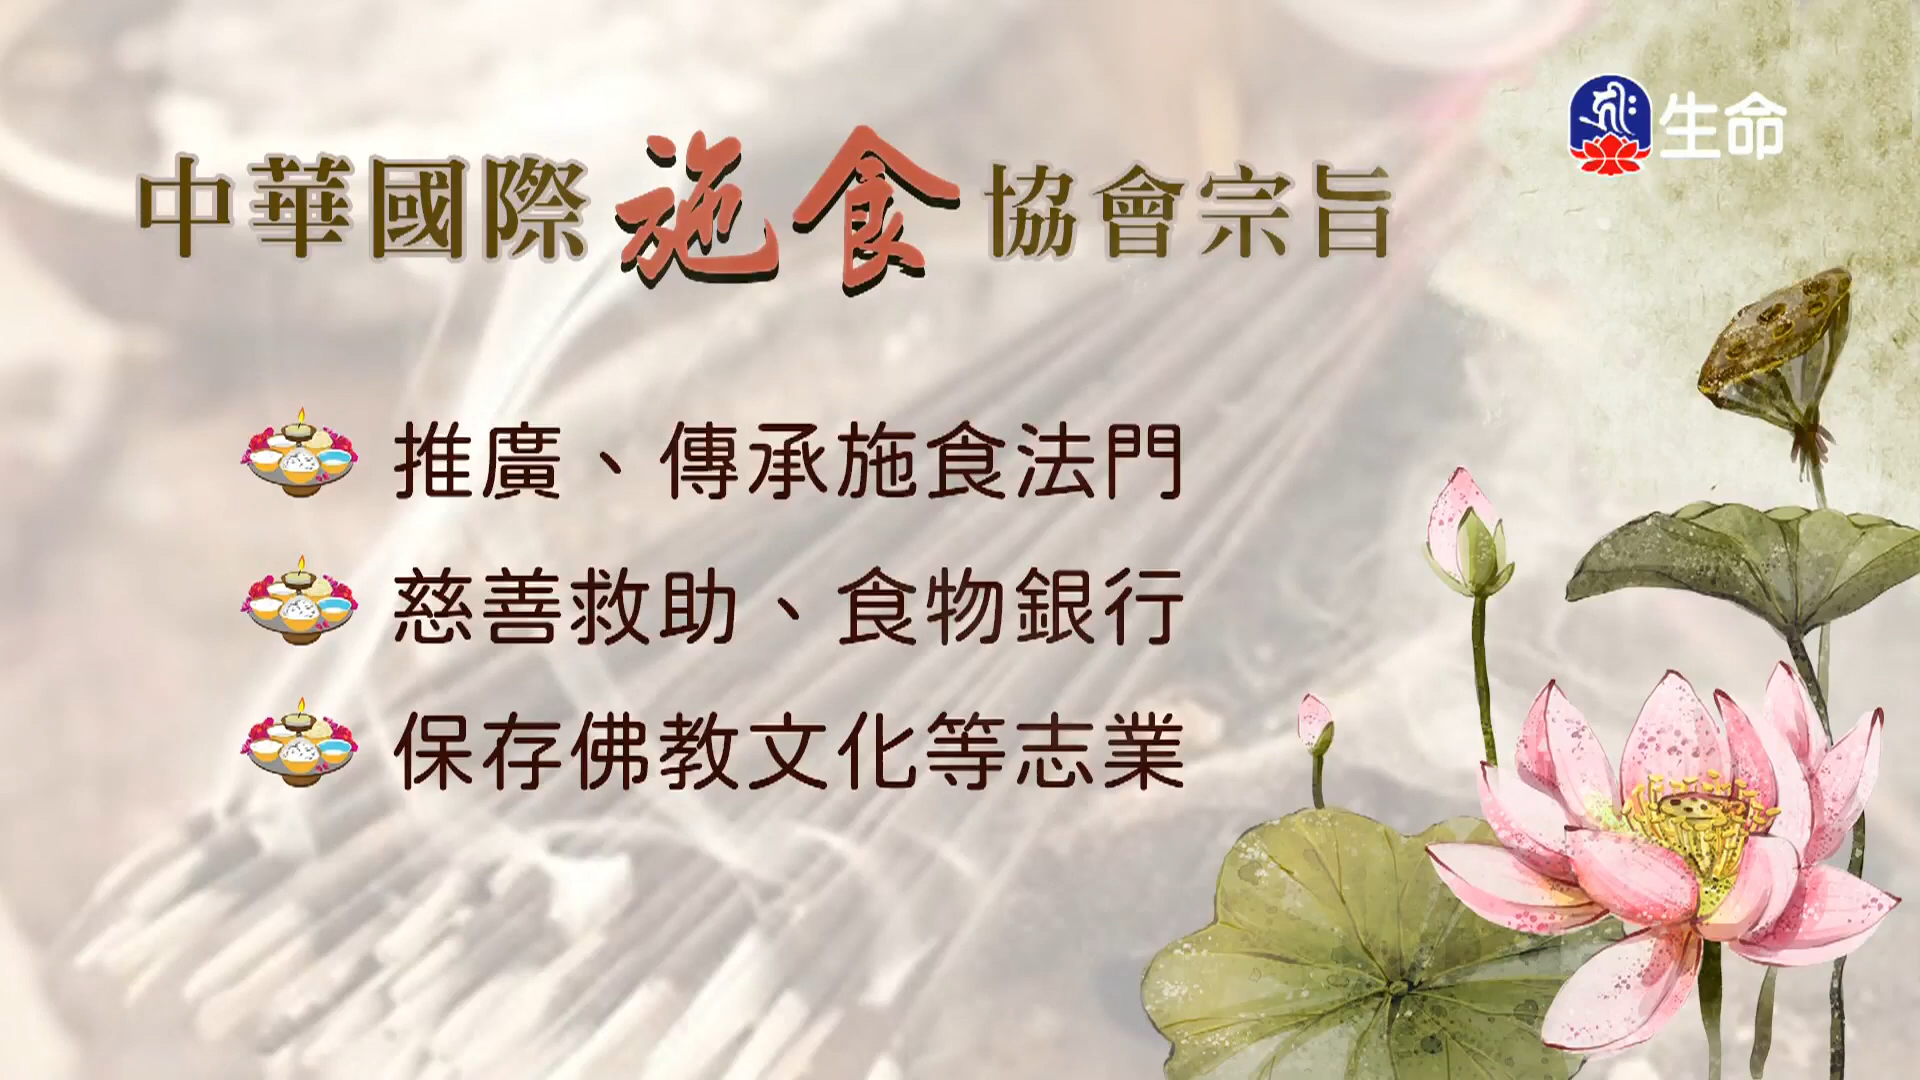 生命
中華國際施食協會宗旨
推廣、傳承施食法門
慈善救助、食物銀行
保存佛教文化等志業